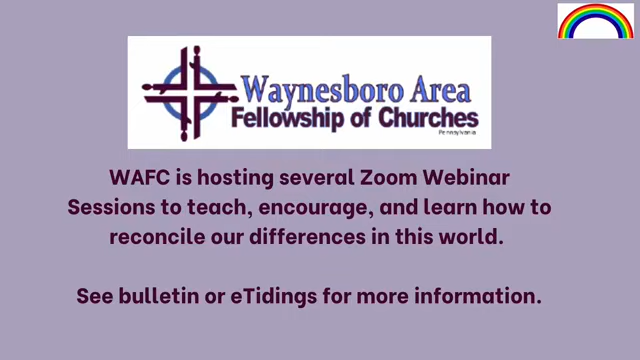 Waynesboro Area
Fellowship of Churches
Pennsylvania
WAFC is hosting several Zoom Webinar
Sessions to teach, encourage, and learn how to
reconcile our differences in this world.
See bulletin or eTidings for more information.